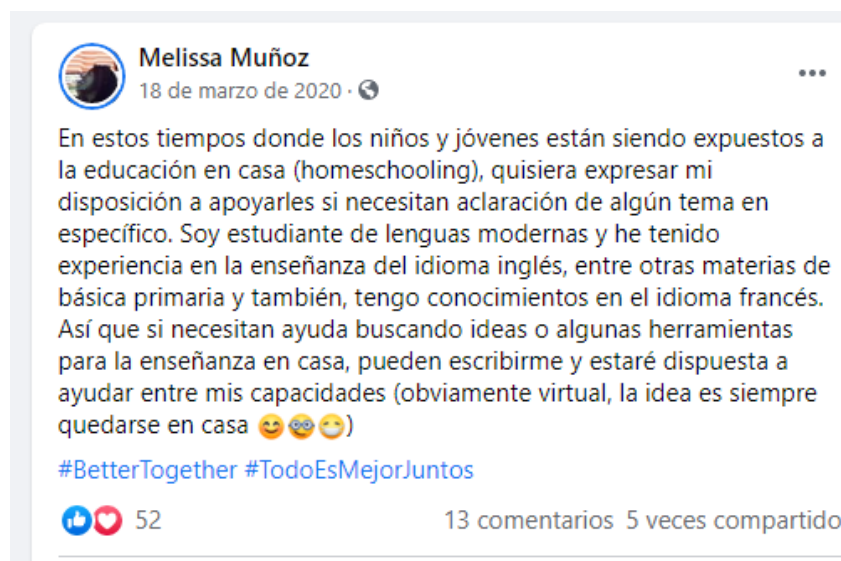 Melissa Muñoz
18 de marzo de 2020 ·
En estos tiempos donde los niños y jóvenes están siendo expuestos a
la educación en casa (homeschooling), quisiera expresar mi
disposición a apoyarles si necesitan aclaración de algún tema en
específico. Soy estudiante de lenguas modernas y he tenido
experiencia en la enseñanza del idioma inglés, entre otras materias de
básica primaria y también, tengo conocimientos en el idioma francés.
Así que si necesitan ayuda buscando ideas o algunas herramientas
para la enseñanza en casa, pueden escribirme y estaré dispuesta a
ayudar entre mis capacidades (obviamente virtual, la idea es siempre
quedarse en casa 😊🥸😁)
#BetterTogether #TodoEsMejorJuntos
52 13 comentarios 5 veces compartido